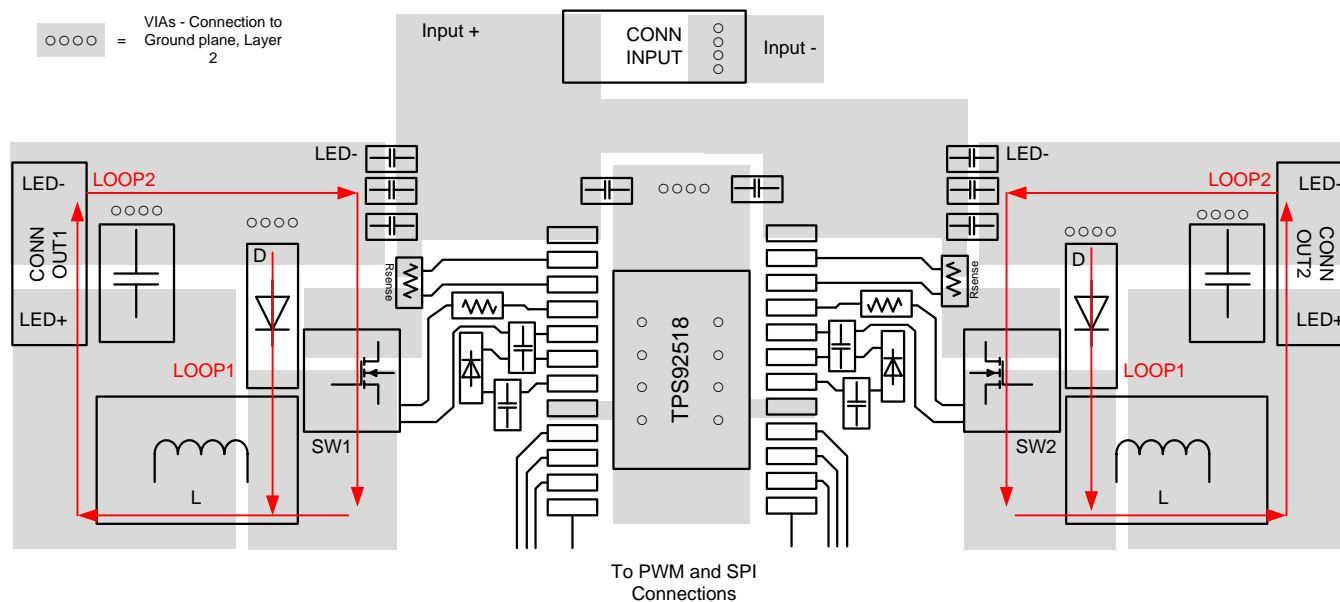 VIAs - Connection to
Ground plane, Layer
2
=
Input +
CONN
INPUT
Input -
LED-
LED-
LED-
LOOP2
LOOP2
LED-
CONN
OUT1
CONN
OUT2
D
D
Rsense
Rsense
LED+
LED+
LOOP1
LOOP1
TPS92518
SW1
SW2
L
L
To PWM and SPI
Connections